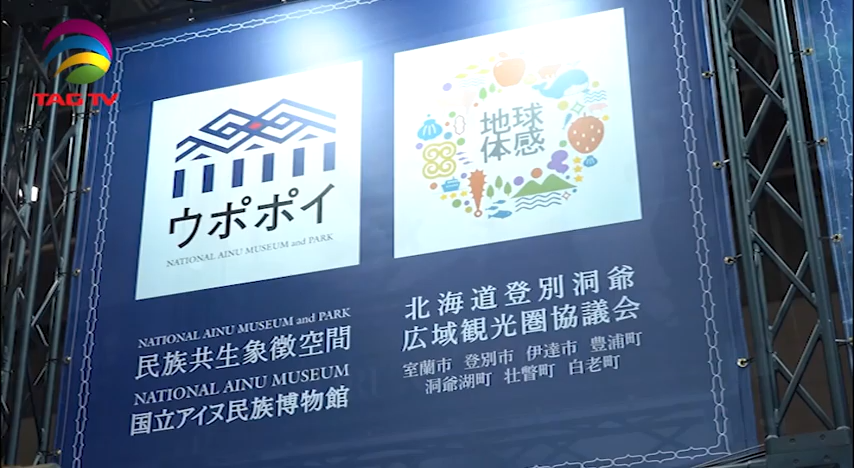 TAG TV
ウポポイ
NATIONAL AINU MUSEUM and PARK
地球
体感
NATIONAL AINU MUSEUM and PARK
民族共生象徴空間
NATIONAL AINU MUSEUM
国立アイヌ民族博物館
北海道登別洞爺
広域観光圏協議会
室蘭市 登別市 伊達市 豊浦町
洞爺湖町 壮瞥町 白老町